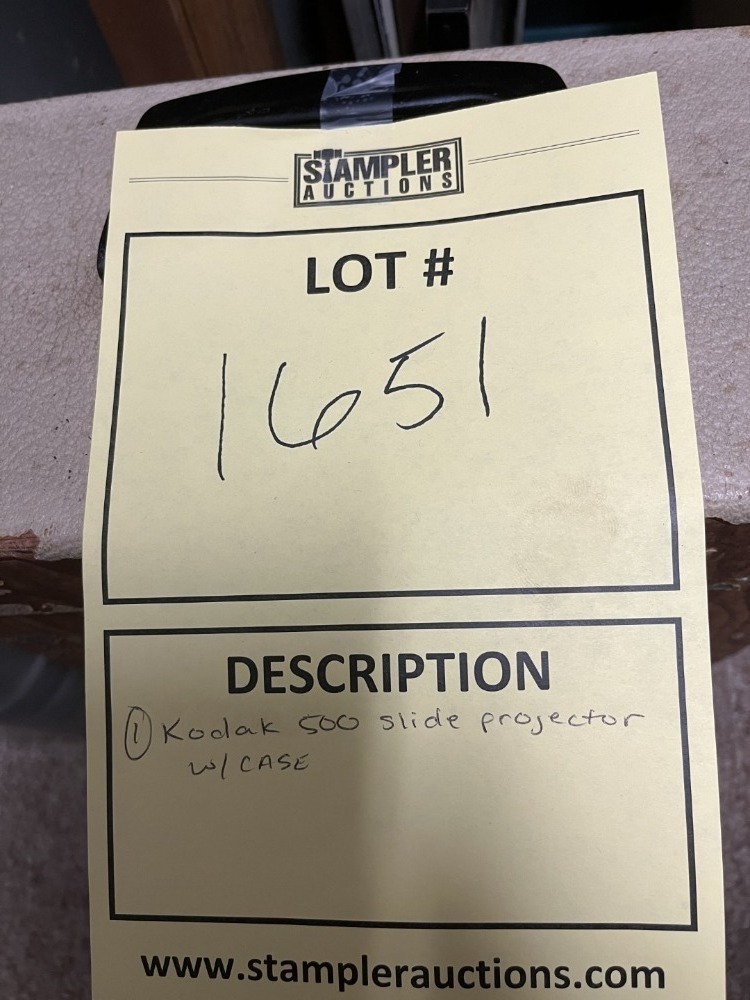 STAMPLER
AUCTIONS
LOT #
1651
DESCRIPTION
① Kodak 500 slide projector
w/ CASE
www.stamplerauctions.com